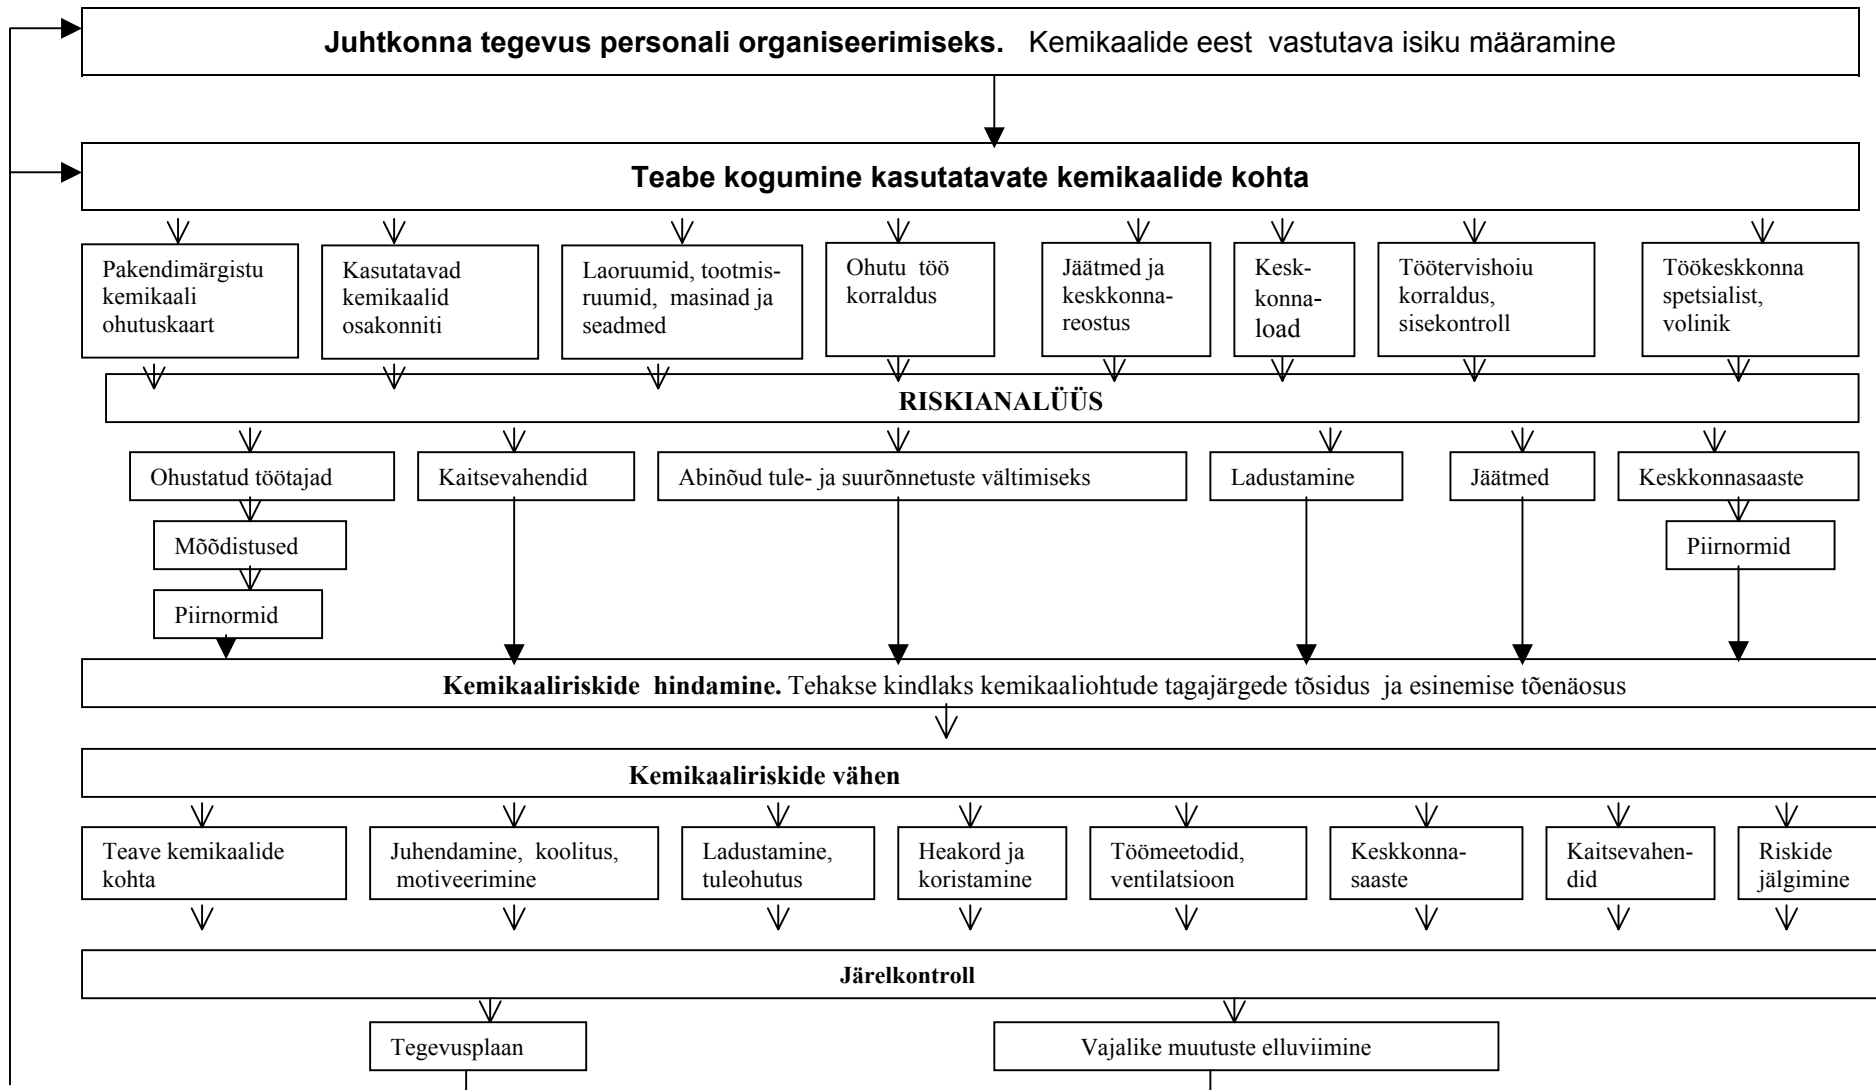 Juhtkonna tegevus personali organiseerimiseks. Kemikaalide eest vastutava isiku määramine
Teabe kogumine kasutatavate kemikaalide kohta
Pakendimärgistu
kemikaali
ohutuskaart
Kasutatavad
kemikaalid
osakonniti
Laoruumid, tootmis-
ruumid, masinad ja
seadmed
Ohutu töö
korraldus
Jäätmed ja
keskkonna-
reostus
Kesk-
konna-
load
Töötervishoiu
korraldus,
sisekontroll
Töökeskkonna
spetsialist,
volinik
RISKIANALÜÜS
Ohustatud töötajad
Kaitsevahendid
Abinõud tule- ja suurõnnetuste vältimiseks
Ladustamine
Jäätmed
Keskkonnasaaste
Mõõdistused
Piirnormid
Piirnormid
Kemikaaliriskide hindamine. Tehakse kindlaks kemikaaliohtude tagajärgede tõsidus ja esinemise tõenäosus
Kemikaaliriskide vähen
Teave kemikaalide
kohta
Juhendamine, koolitus,
motiveerimine
Ladustamine,
tuleohutus
Heakord ja
koristamine
Töömeetodid,
ventilatsioon
Keskkonna-
saaste
Kaitsevahen-
did
Riskide
jälgimine
Järelkontroll
Tegevusplaan
Vajalike muutuste elluviimine